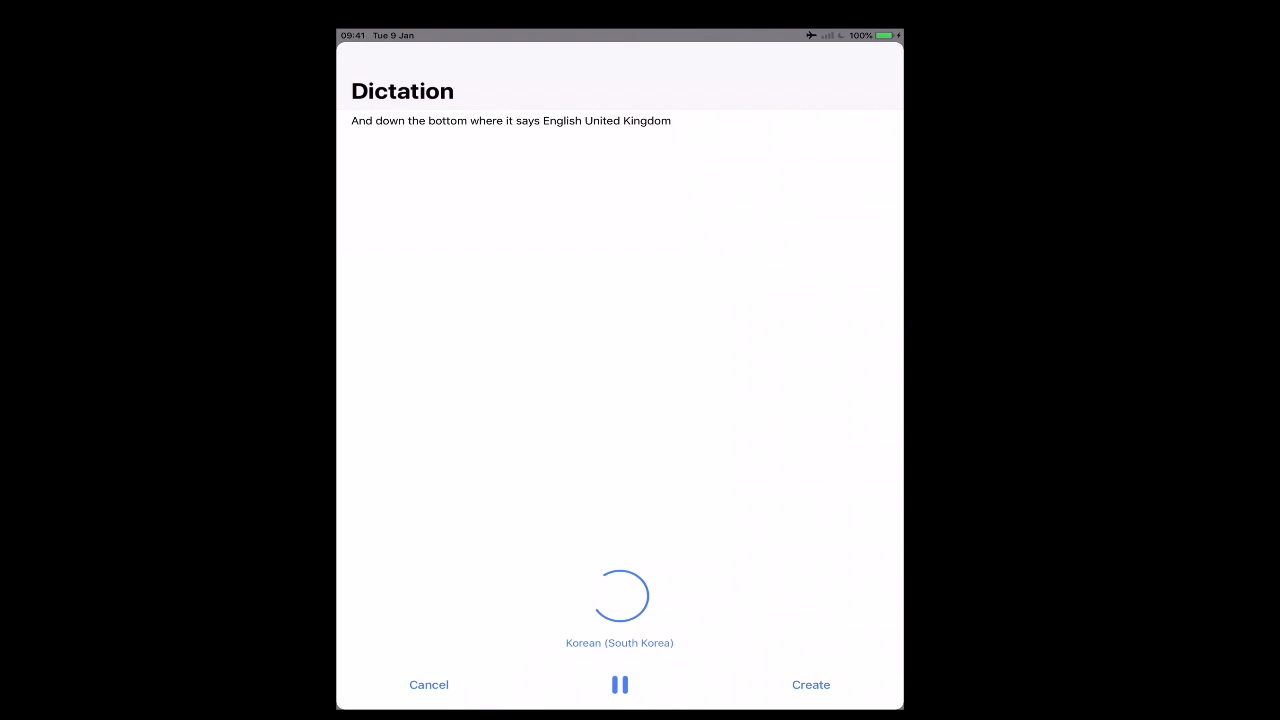 09:41 Tue 9 Jan 100%
Dictation
And down the bottom where it says English United Kingdom
Korean (South Korea)
Cancel Create